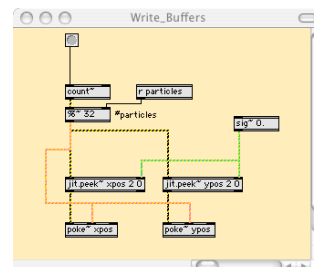 Write_Buffers
count~
r particles
%~ 32
*particles
sig~ 0.
jit.peek~ xpos 2 0
jit.peek~ ypos 2 0
poke~ xpos
poke~ ypos